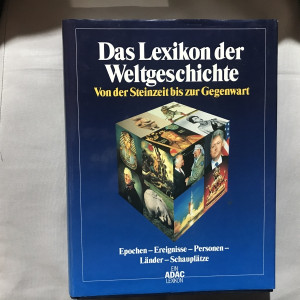 Das Lexikon der
Weltgeschichte
Von der Steinzeit bis zur Gegenwart
Epochen – Ereignisse – Personen –
Länder – Schauplätze
EIN
ADAC
LEXIKON